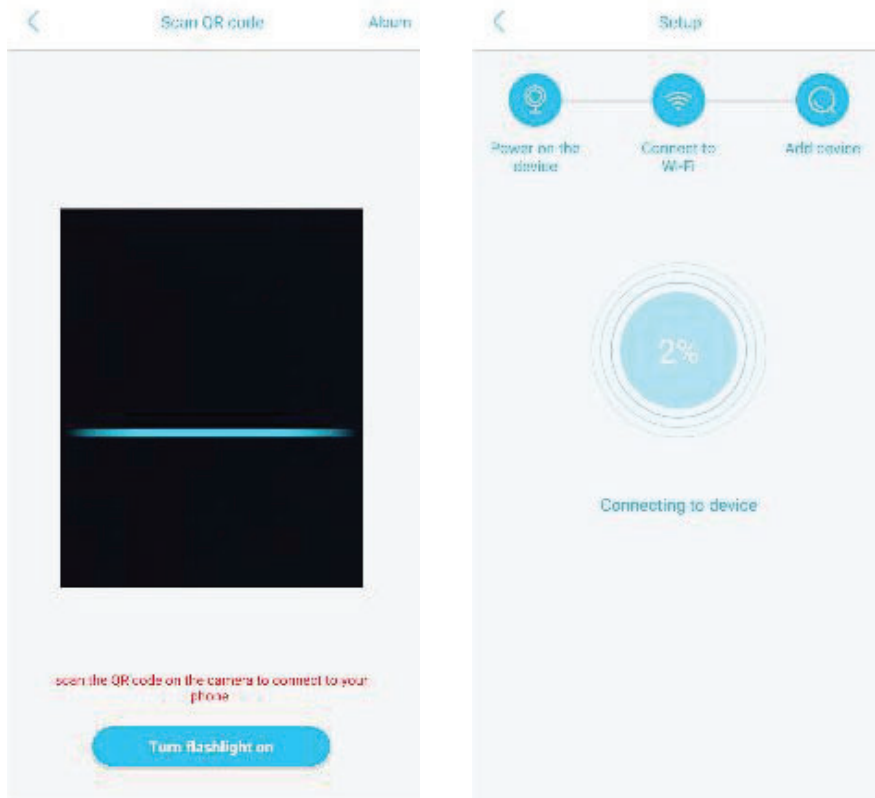 Scan QR code
Album
scan the QR code on the camera to connect to your
phone
Turn flashlight on
Setup
Power on the
device
Connect to
Wi-Fi
Add device
2%
Connecting to device